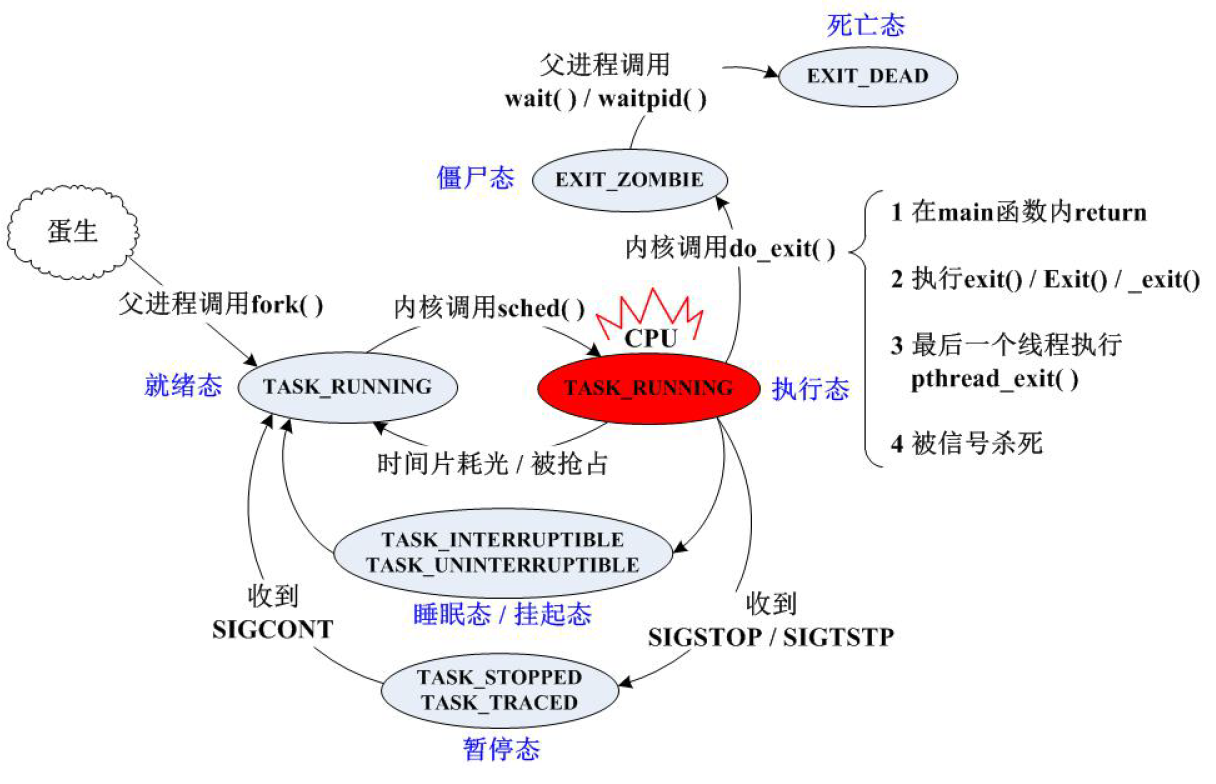 死亡态
父进程调用
wait( ) / waitpid( )
EXIT_DEAD
僵尸态
EXIT_ZOMBIE
蛋生
内核调用do_exit( )
1 在main函数内return
2 执行exit() / Exit() / _exit()
3 最后一个线程执行
pthread_exit( )
4 被信号杀死
父进程调用fork( )
内核调用sched( )
CPU
就绪态
TASK_RUNNING
TASK_RUNNING
执行态
时间片耗光 / 被抢占
TASK_INTERRUPTIBLE
TASK_UNINTERRUPTIBLE
睡眠态 / 挂起态
收到
SIGCONT
收到
SIGSTOP / SIGTSTP
TASK_STOPPED
TASK_TRACED
暂停态